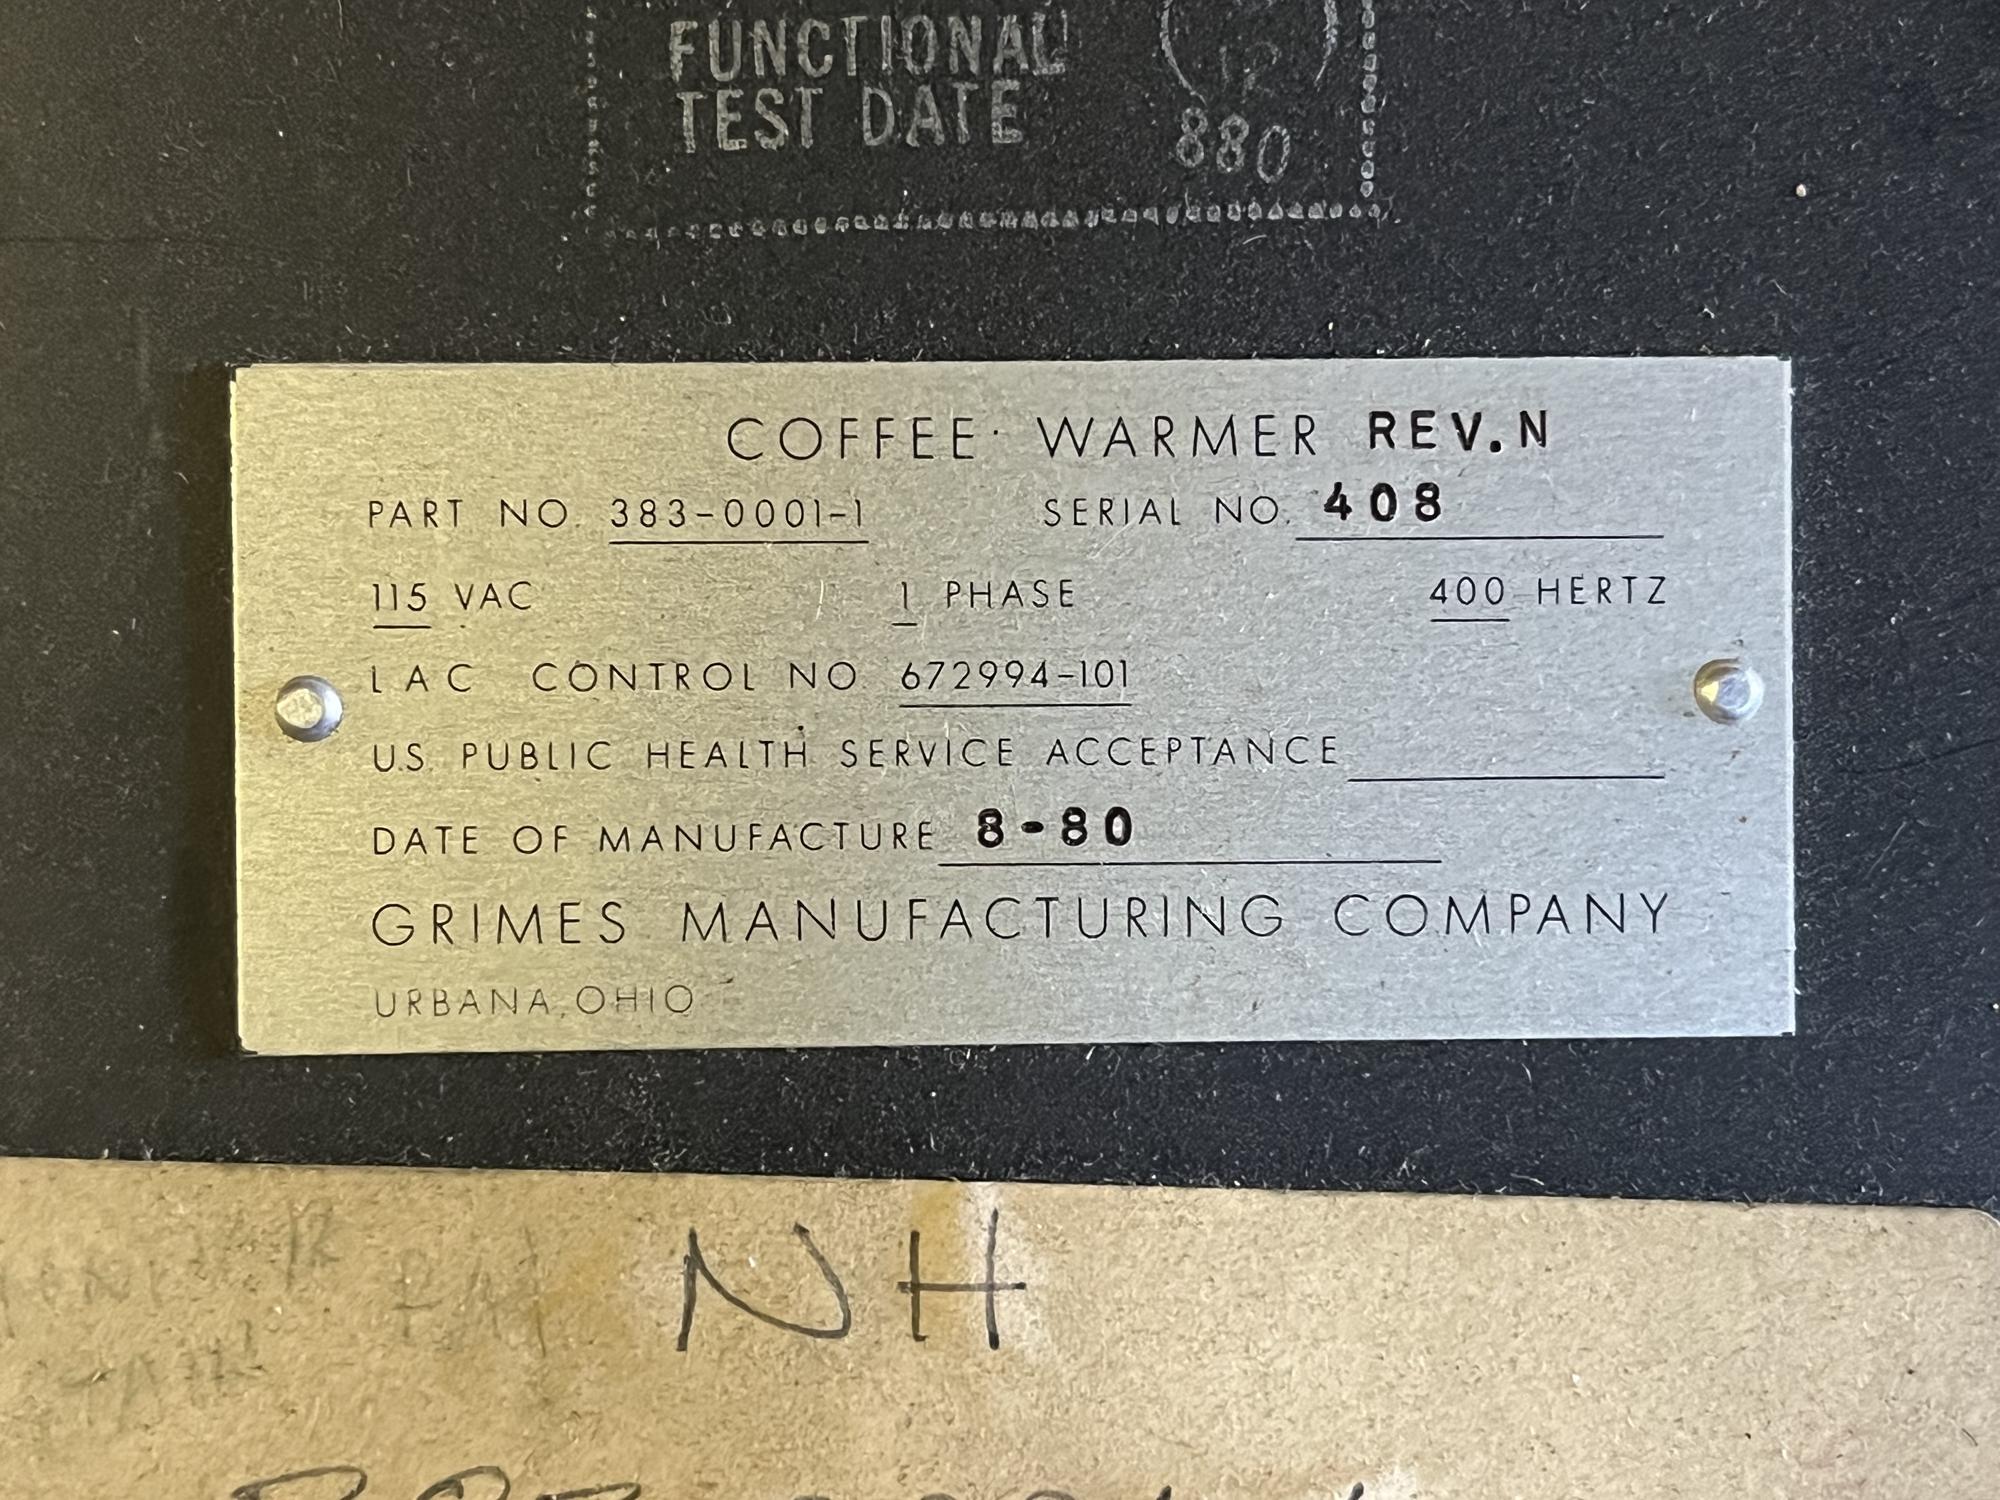 FUNCTIONAL
TEST DATE
12
880
COFFEE WARMER REV. N
PART NO. 383-0001-1 SERIAL NO. 408
115 VAC 1 PHASE 400 HERTZ
LAC CONTROL NO 672994-101
U.S. PUBLIC HEALTH SERVICE ACCEPTANCE
DATE OF MANUFACTURE 8-80
GRIMES MANUFACTURING COMPANY
URBANA, OHIO
NH